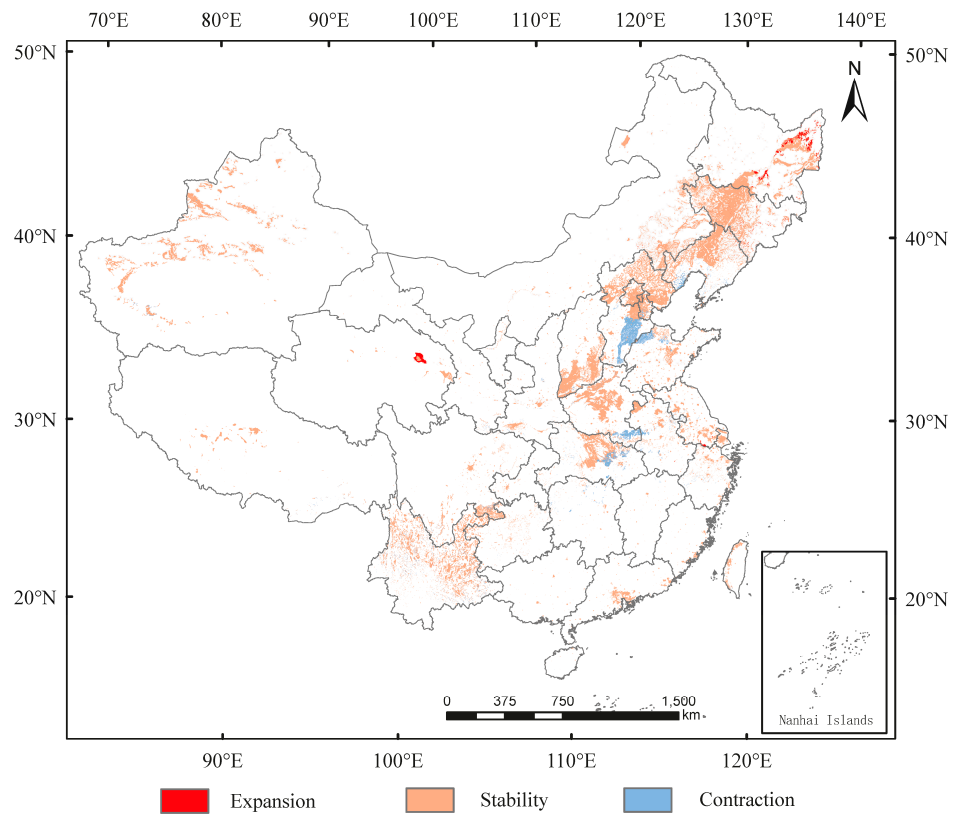 70°E 80°E 90°E 100°E 110°E 120°E 130°E 140°E
50°N 50°N
N
40°N 40°N
30°N 30°N
20°N 20°N
0 375 750 1,500
km
Nanhai Islands
90°E 100°E 110°E 120°E
Expansion Stability Contraction